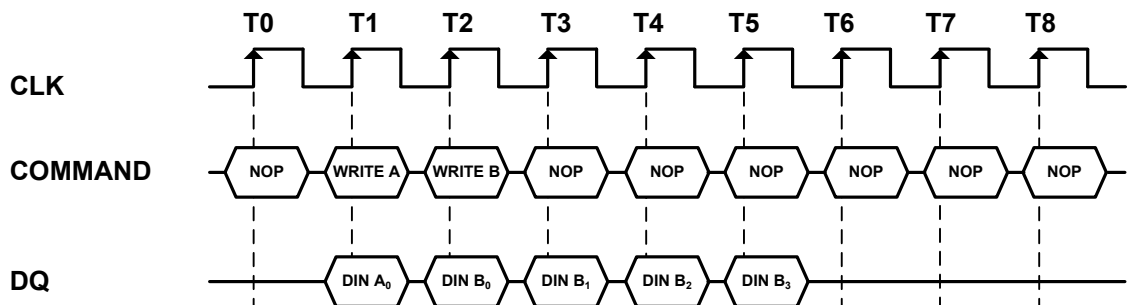 T0 T1 T2 T3 T4 T5 T6 T7 T8
CLK
COMMAND NOP WRITE A WRITE B NOP NOP NOP NOP NOP NOP
DQ DIN A₀ DIN B₀ DIN B₁ DIN B₂ DIN B₃